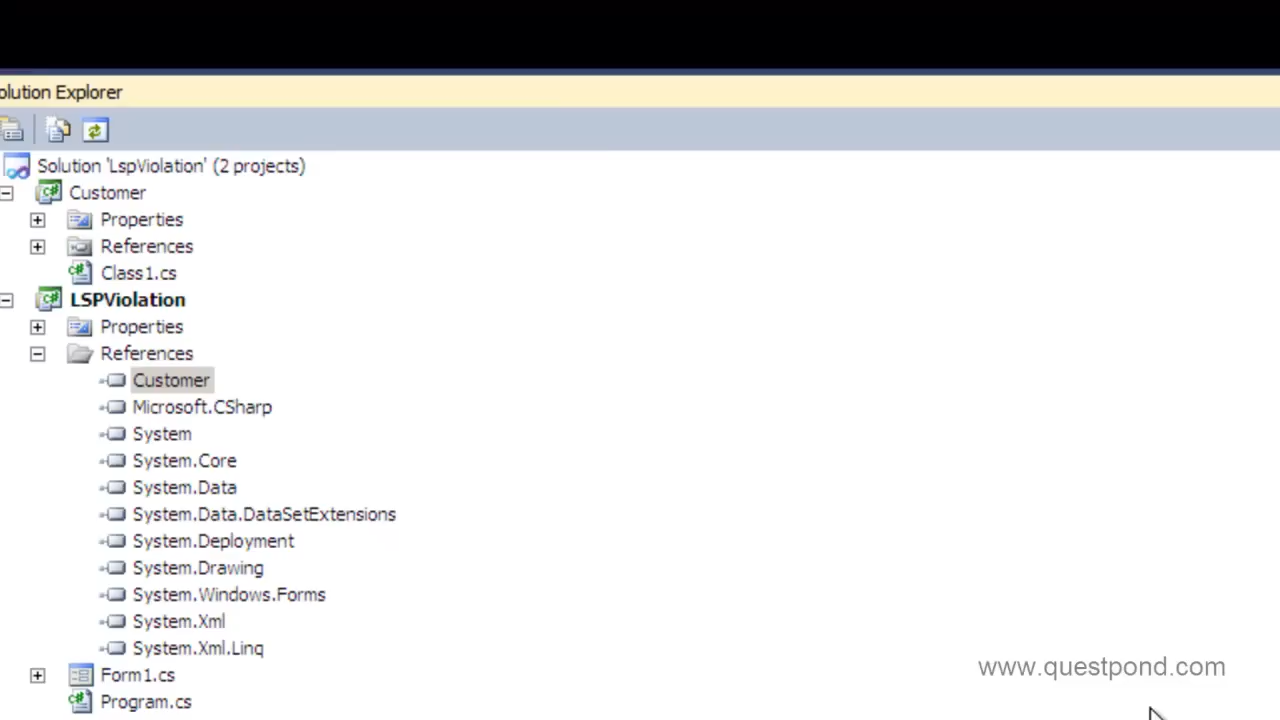 olution Explorer
Solution 'LspViolation' (2 projects)
Customer
Properties
References
Class1.cs
LSPViolation
Properties
References
Customer
Microsoft.CSharp
System
System.Core
System.Data
System.Data.DataSetExtensions
System.Deployment
System.Drawing
System.Windows.Forms
System.Xml
System.Xml.Linq
Form1.cs
Program.cs
www.questpond.com